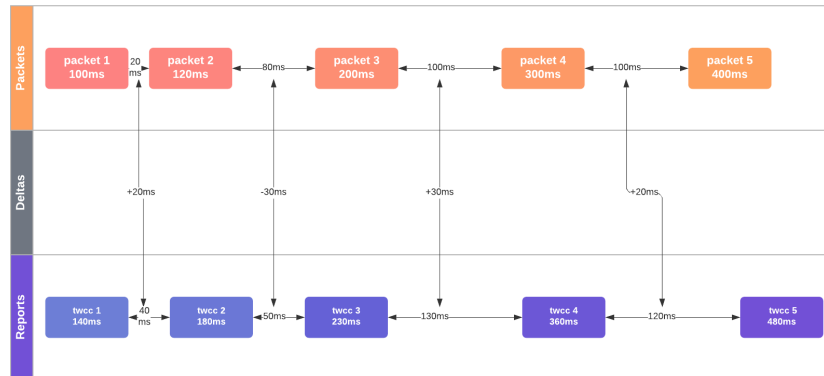 Packets
packet 1
100ms
20
ms
packet 2
120ms
80ms
packet 3
200ms
100ms
packet 4
300ms
100ms
packet 5
400ms
Deltas
+20ms
-30ms
+30ms
+20ms
Reports
twcc 1
140ms
40
ms
twcc 2
180ms
50ms
twcc 3
230ms
130ms
twcc 4
360ms
120ms
twcc 5
480ms